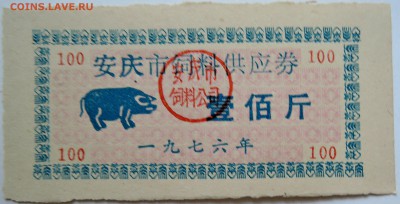 COINS.LAV.RU
100 100
安庆市饲料供应券
安庆市
饲料公司
壹佰斤
一九七六年
100 100